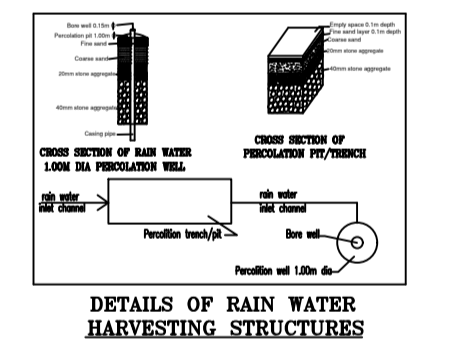 Bore well 0.15m
Percolation pit 1.00m
Fine sand
Coarse sand
20mm stone aggregate
40mm stone aggregate
Casing pipe
CROSS SECTION OF RAIN WATER
1.00M DIA PERCOLATION WELL
Empty space 0.1m depth
Fine sand layer 0.1m depth
Coarse sand
20mm stone aggregate
40mm stone aggregate
CROSS SECTION OF
PERCOLATION PIT/TRENCH
rain water
inlet channel
Percolition trench/pit
rain water
inlet channel
Bore well
Percolition well 1.00m dia
DETAILS OF RAIN WATER
HARVESTING STRUCTURES